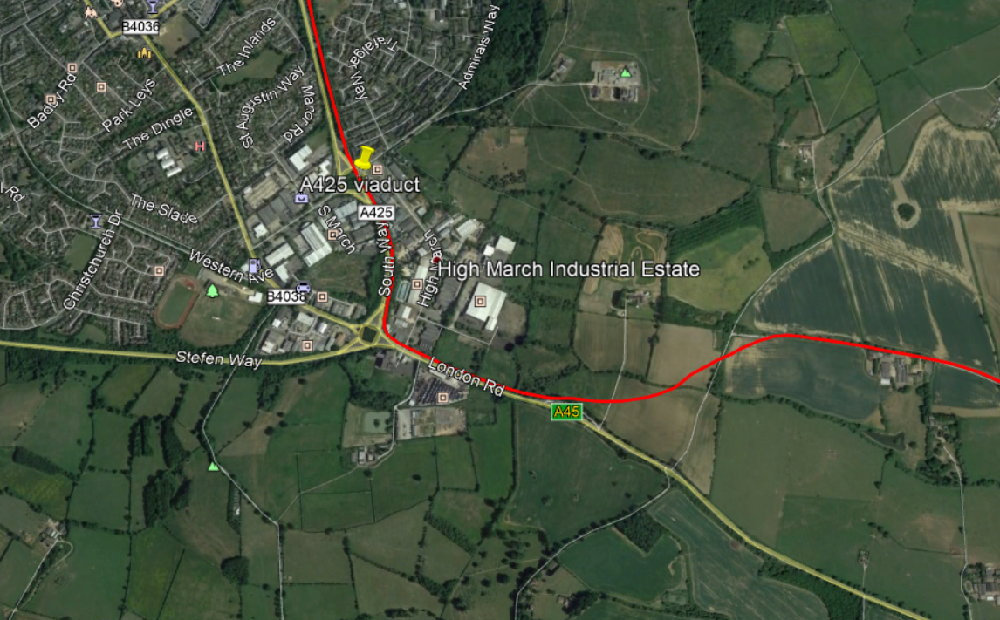 B4036
The Inlands
Admirals Way
Trafalgar Way
Badby Rd
Park Leys
St Augustin Way
Manor Rd
The Dingle
H
l Rd
A425 viaduct
The Slade
A425
S March
Christchurch Dr
South Way
High March
High March Industrial Estate
Western Ave
B4038
Stefen Way
London Rd
A45